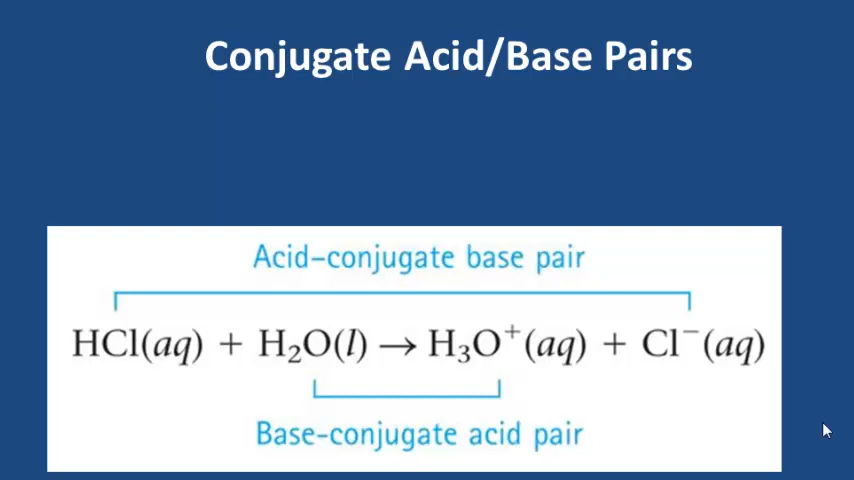 Conjugate Acid/Base Pairs
Acid–conjugate base pair
HCl(aq) + H₂O(l) → H₃O⁺(aq) + Cl⁻(aq)
Base-conjugate acid pair